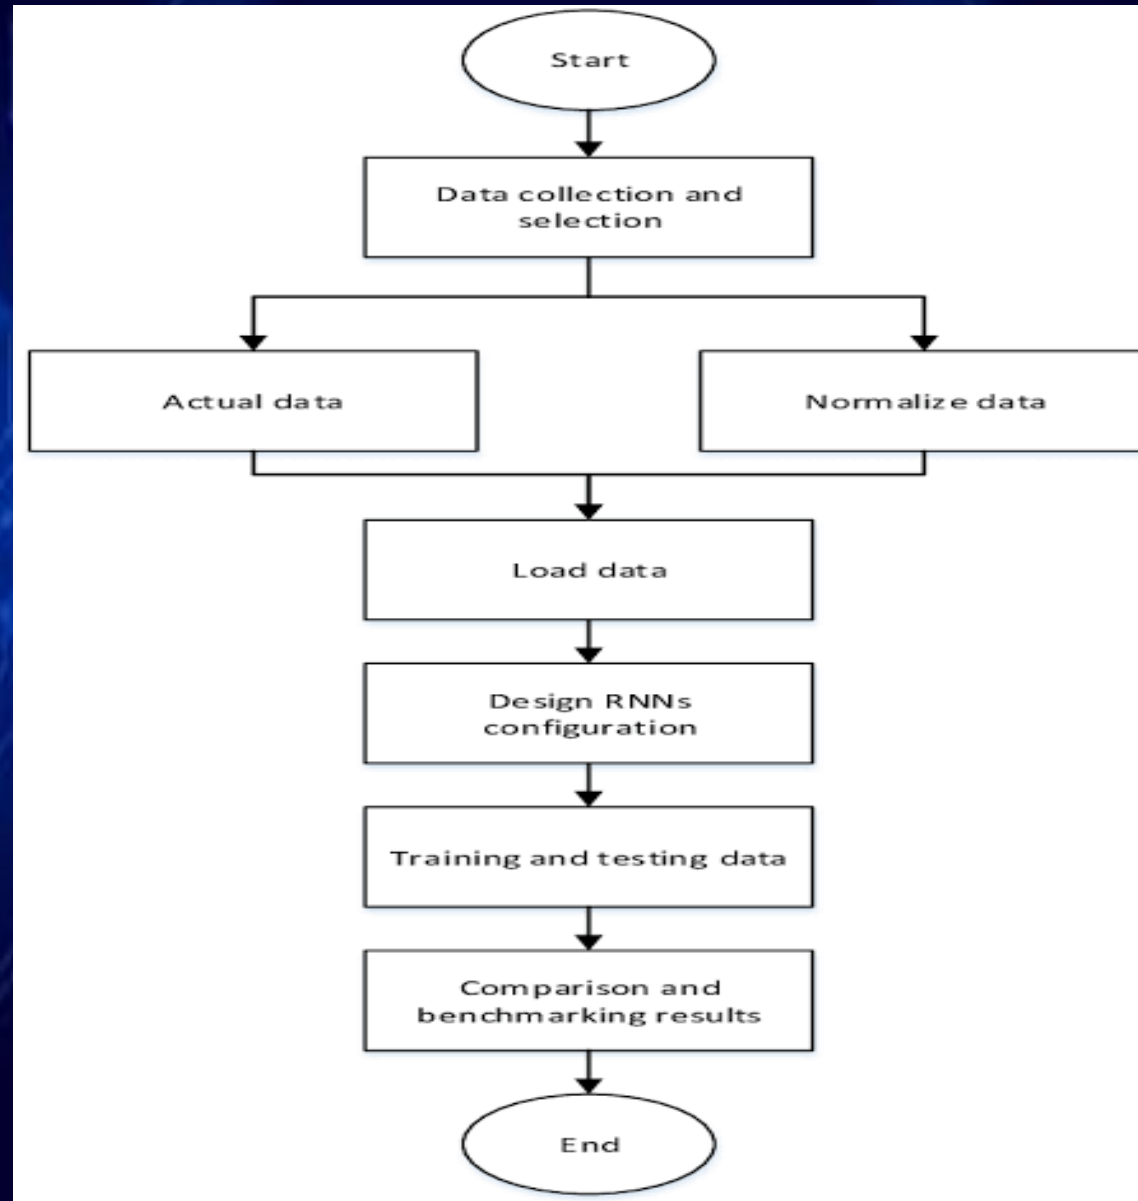 Start
Data collection and
selection
Actual data
Normalize data
Load data
Design RNNs
configuration
Training and testing data
Comparison and
benchmarking results
End